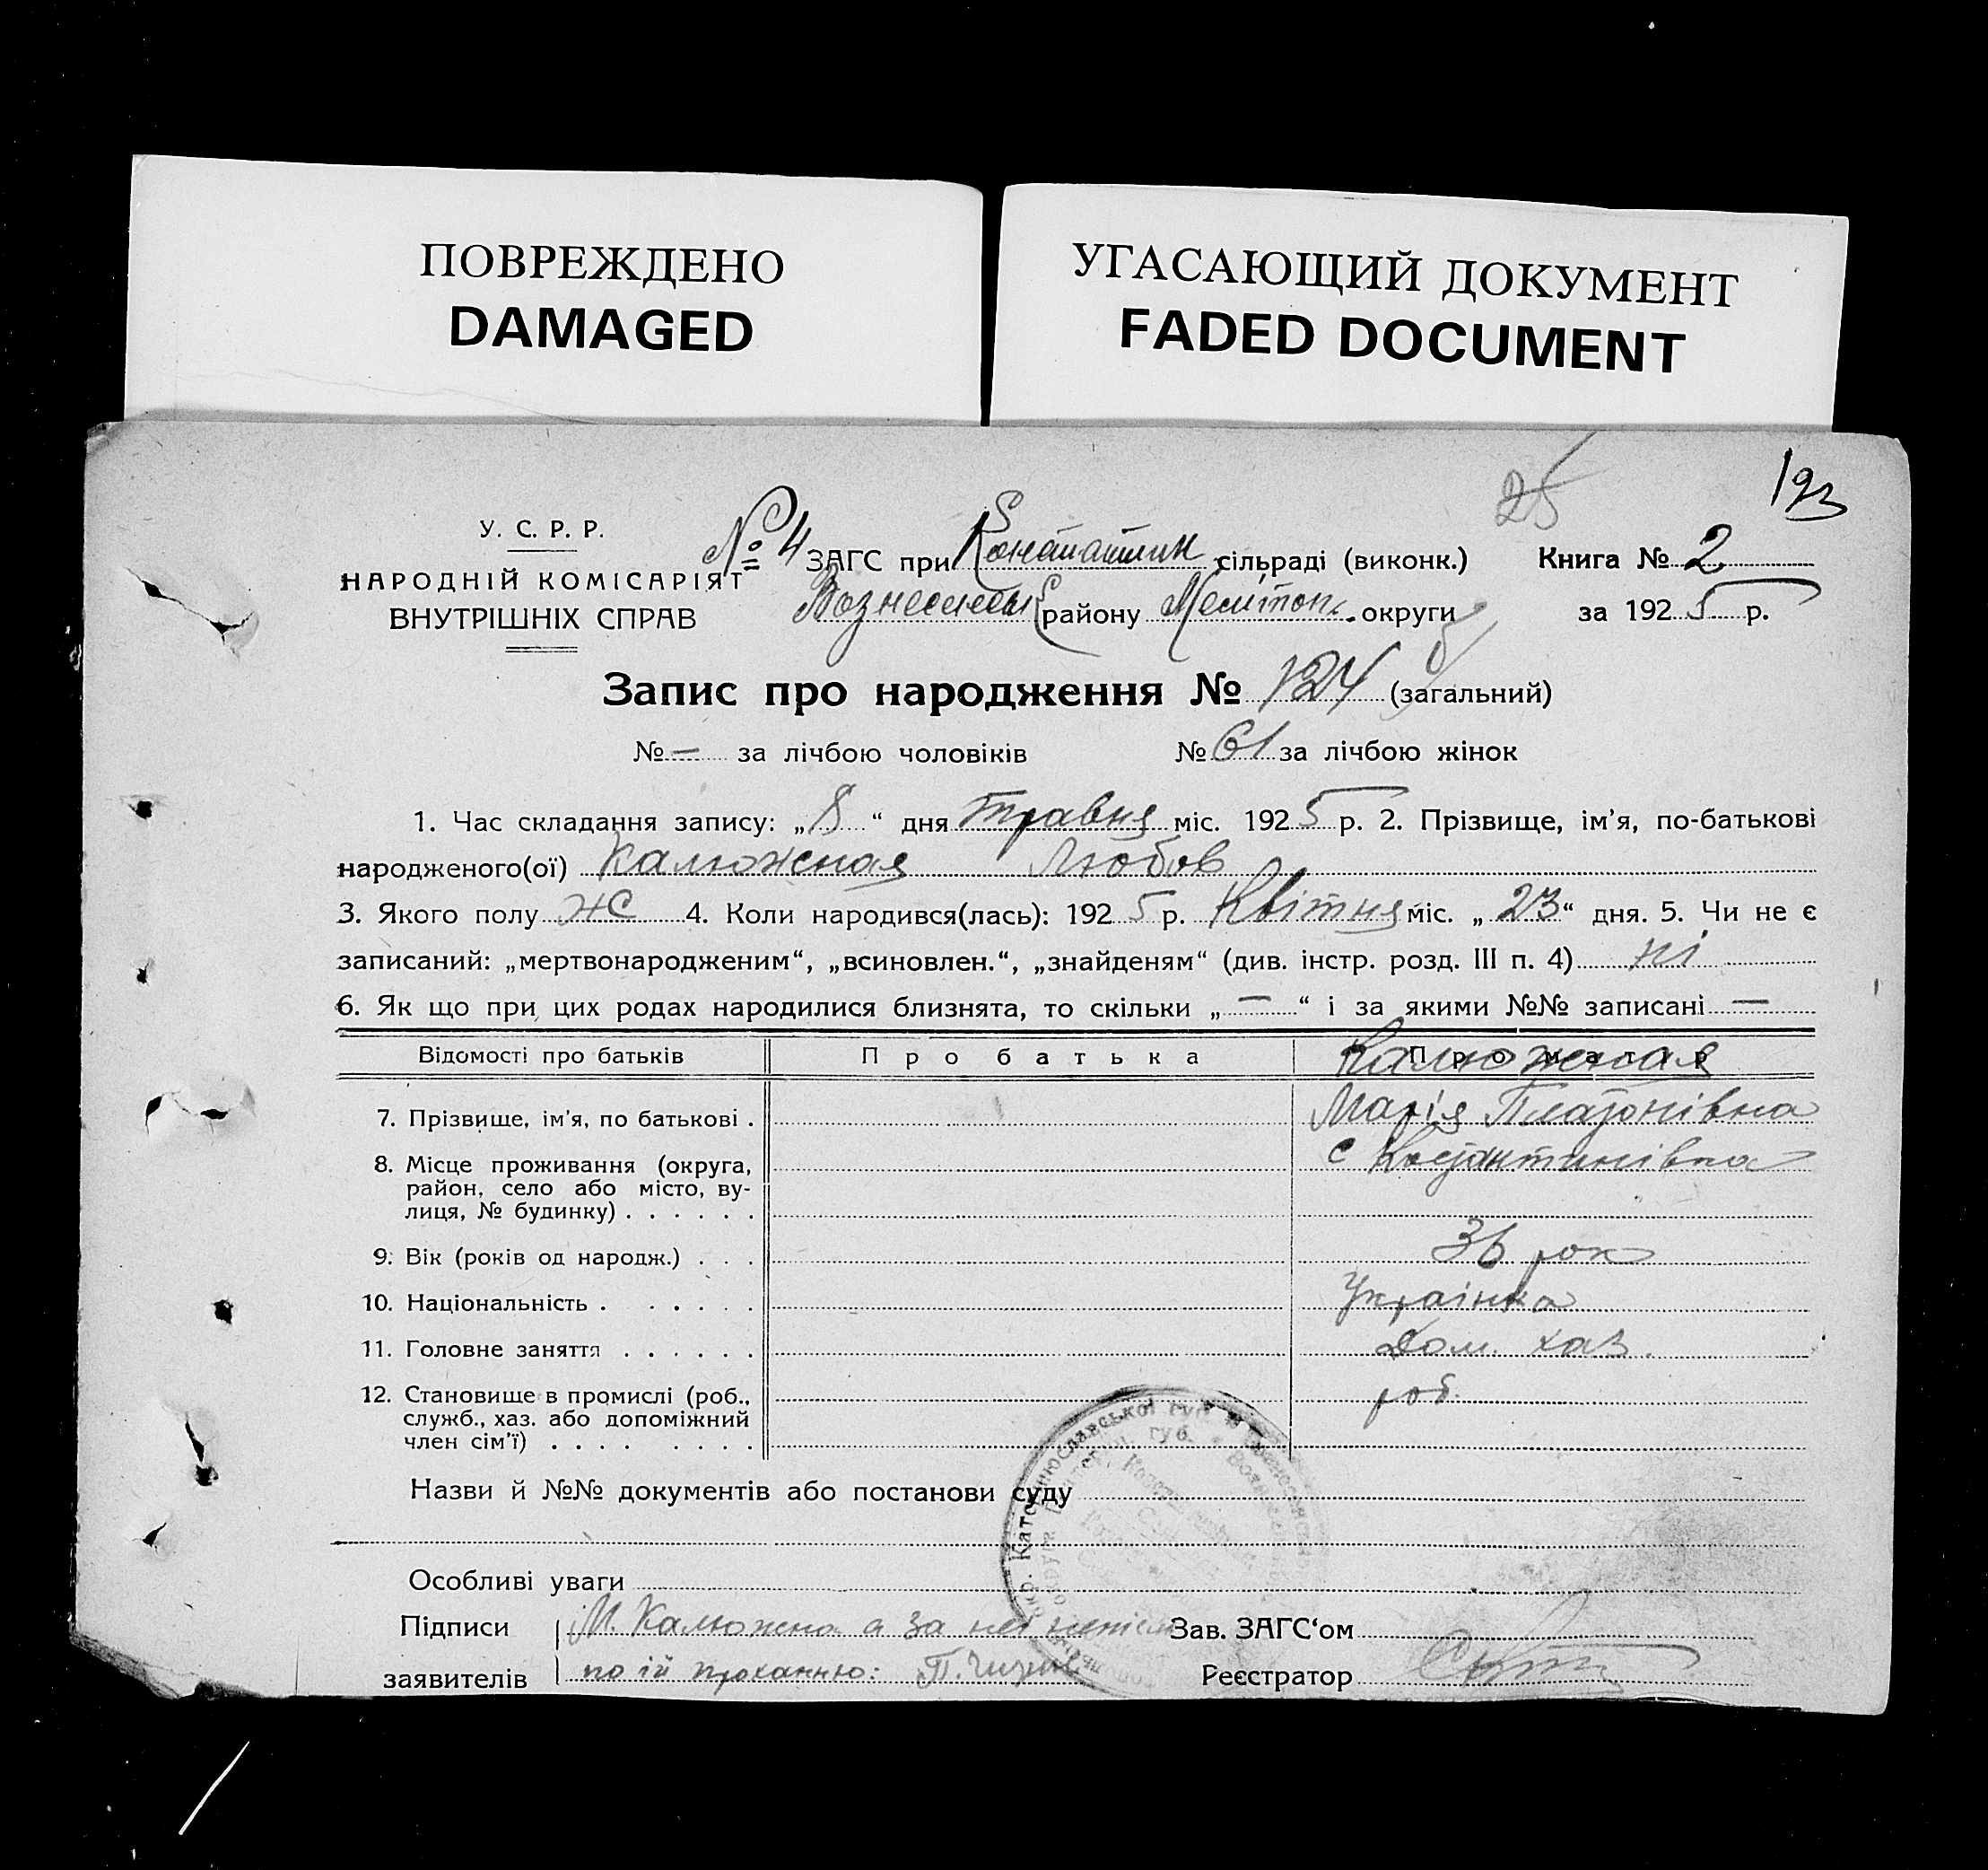 ПОВРЕЖДЕНО
DAMAGED
УГАСАЮЩИЙ ДОКУМЕНТ
FADED DOCUMENT
25
193
У. С. Р. Р.
НАРОДНІЙ КОМІСАРІЯТ
ВНУТРІШНІХ СПРАВ
№ 4 ЗАГС при сільраді (виконк.) Книга № 2
району Меліtоп. округи за 1925 р.
Запис про народження № 124 (загальний)
№ — за лічбою чоловіків № 61 за лічбою жінок
1. Час складання запису: „8“ дня травня міс. 1925 р. 2. Прізвище, ім'я, по-батькові
народженого(ої) Калюжная Любов
3. Якого полу ж 4. Коли народився(лась): 1925 р. Квітня міс. „23“ дня. 5. Чи не є
записаний: „мертвонародженим“, „всиновлен.“, „знайденям“ (див. інстр. розд. III п. 4) ні
6. Як що при цих родах народилися близнята, то скільки „—“ і за якими №№ записані —
Відомості про батьків Про батька Про матір
Калюжная
7. Прізвище, ім'я, по батькові . Марія Платонівна
8. Місце проживання (округа, с Костянтинівка
район, село або місто, ву-
лиця, № будинку) . . . . . .
9. Вік (років од народж.) . . . 36 рок
10. Національність . . . . . . Українка
11. Головне заняття . . . . . . Дом. хаз.
12. Становище в промислі (роб., роб.
служб., хаз. або допоміжний
член сім'ї) . . . . . . . . .
Назви й №№ документів або постанови суду
Особливі уваги
Підписи М. Калюжна а за неї Зав. ЗАГС'ом
заявителів по її проханню: П. Реєстратор